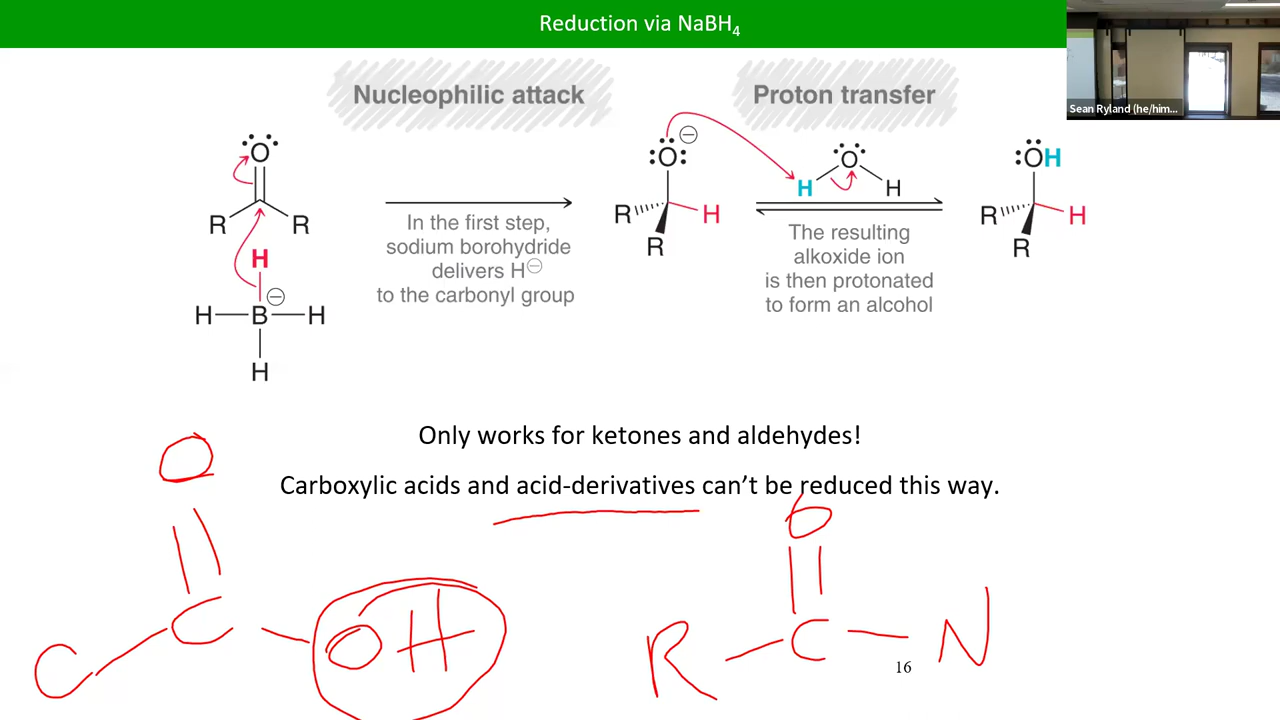 Reduction via NaBH4
Sean Ryland (he/him...
Nucleophilic attack
Proton transfer
O
R R
H
H B H
H
In the first step,
sodium borohydride
delivers H⊖
to the carbonyl group
:O:
R H
R
O
H H
The resulting
alkoxide ion
is then protonated
to form an alcohol
:OH
R H
R
Only works for ketones and aldehydes!
Carboxylic acids and acid-derivatives can't be reduced this way.
O
C C OH
O
R C N
16